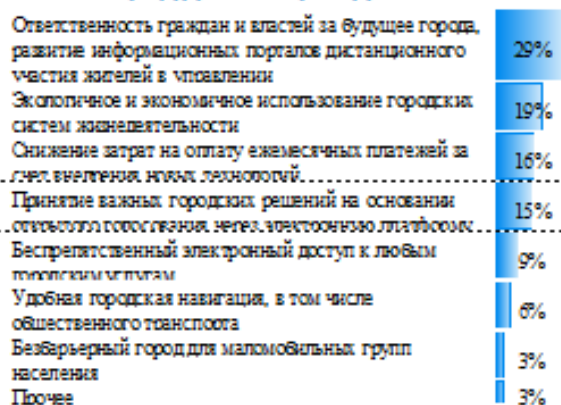 Ответственность граждан и властей за будущее города,
развитие информационных порталов дистанционного
участия жителей в управлении
29%
Экологичное и экономичное использование городских
систем жизнедеятельности
19%
Снижение затрат на оплату ежемесячных платежей за
счет внедрения новых технологий
16%
Принятие важных городских решений на основании
открытого голосования через электронную платформу
15%
Беспрепятственный электронный доступ к любым
городским услугам
9%
Удобная городская навигация, в том числе
общественного транспорта
6%
Безбарьерный город для маломобильных групп
населения
3%
Прочее
3%